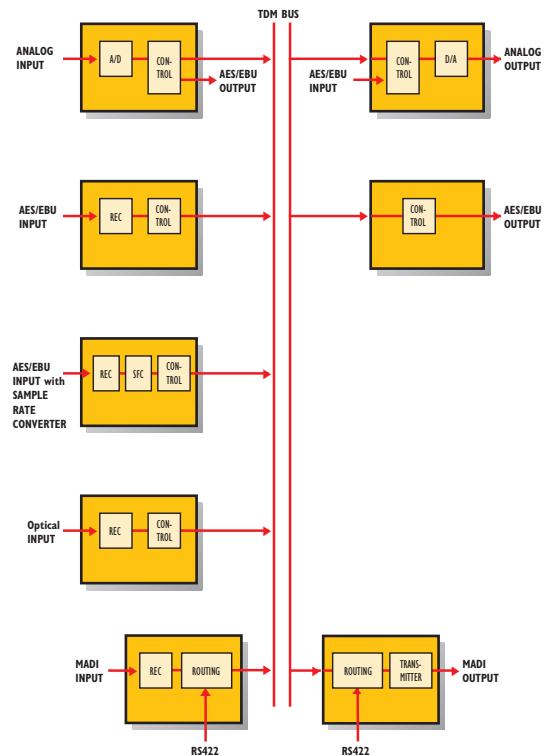 TDM BUS
ANALOG
INPUT
A/D
CON-
TROL
AES/EBU
OUTPUT
AES/EBU
INPUT
CON-
TROL
D/A
ANALOG
OUTPUT
AES/EBU
INPUT
REC
CON-
TROL
CON-
TROL
AES/EBU
OUTPUT
AES/EBU
INPUT with
SAMPLE
RATE
CONVERTER
REC
SFC
CON-
TROL
Optical
INPUT
REC
CON-
TROL
MADI
INPUT
REC
ROUTING
RS422
ROUTING
TRANS-
MITTER
MADI
OUTPUT
RS422